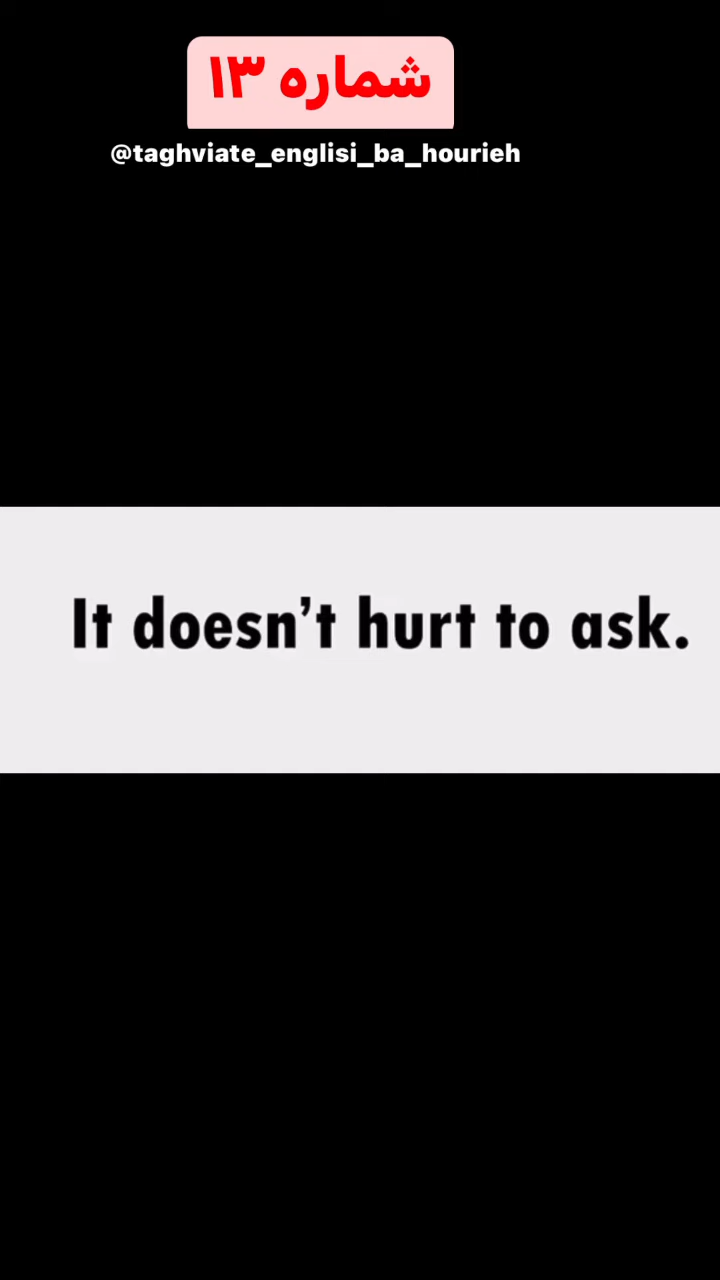 شماره ۱۳
@taghviate_englisi_ba_hourieh
It doesn’t hurt to ask.